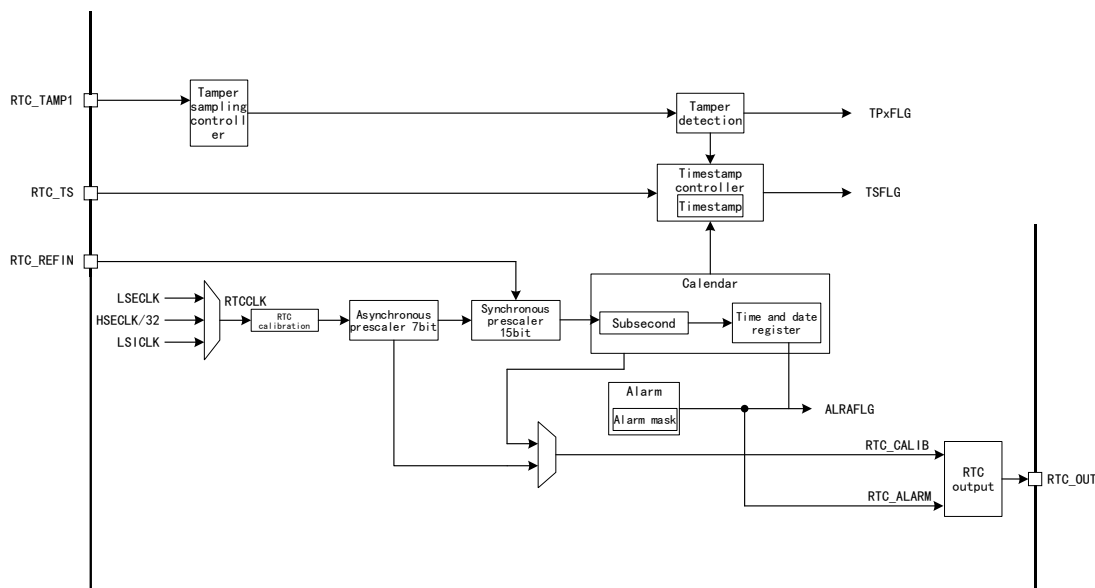 RTC_TAMP1
Tamper
sampling
controll
er
Tamper
detection
TPxFLG
RTC_TS
Timestamp
controller
Timestamp
TSFLG
RTC_REFIN
Calendar
LSECLK
HSECLK/32
LSICLK
RTCCLK
RTC
calibration
Asynchronous
prescaler 7bit
Synchronous
prescaler
15bit
Subsecond
Time and date
register
Alarm
Alarm mask
ALRAFLG
RTC_CALIB
RTC_ALARM
RTC
output
RTC_OUT